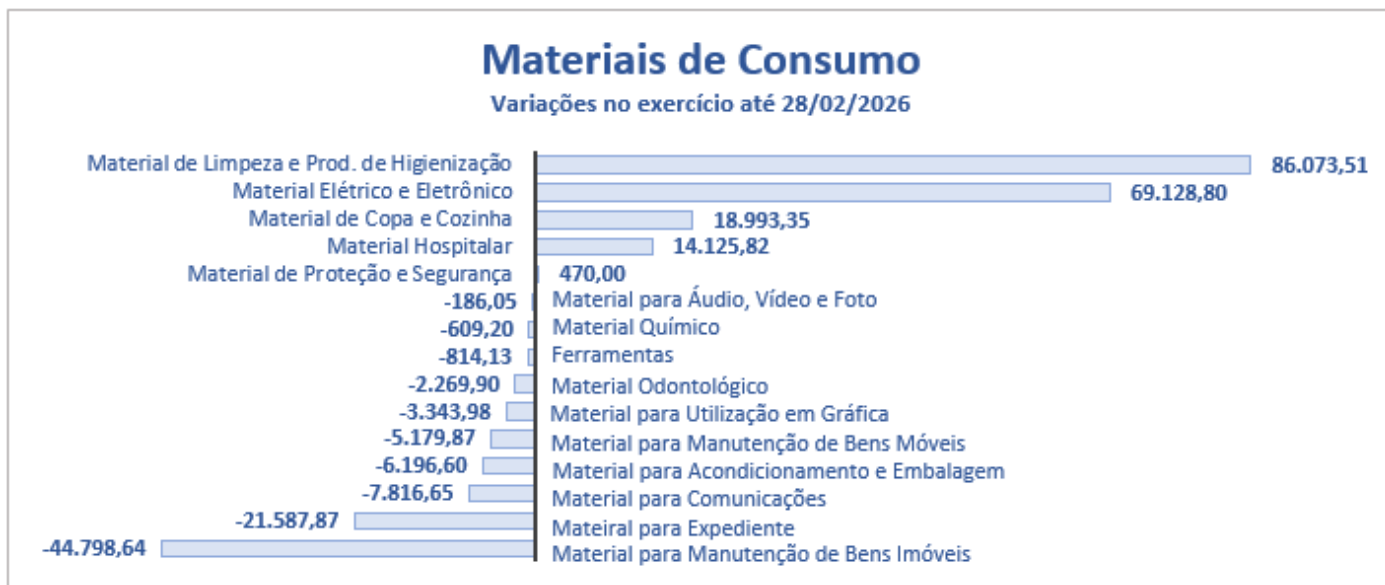 Materiais de Consumo
Variações no exercício até 28/02/2026
Material de Limpeza e Prod. de Higienização 86.073,51
Material Elétrico e Eletrônico 69.128,80
Material de Copa e Cozinha 18.993,35
Material Hospitalar 14.125,82
Material de Proteção e Segurança 470,00
-186,05 Material para Áudio, Vídeo e Foto
-609,20 Material Químico
-814,13 Ferramentas
-2.269,90 Material Odontológico
-3.343,98 Material para Utilização em Gráfica
-5.179,87 Material para Manutenção de Bens Móveis
-6.196,60 Material para Acondicionamento e Embalagem
-7.816,65 Material para Comunicações
-21.587,87 Mateiral para Expediente
-44.798,64 Material para Manutenção de Bens Imóveis